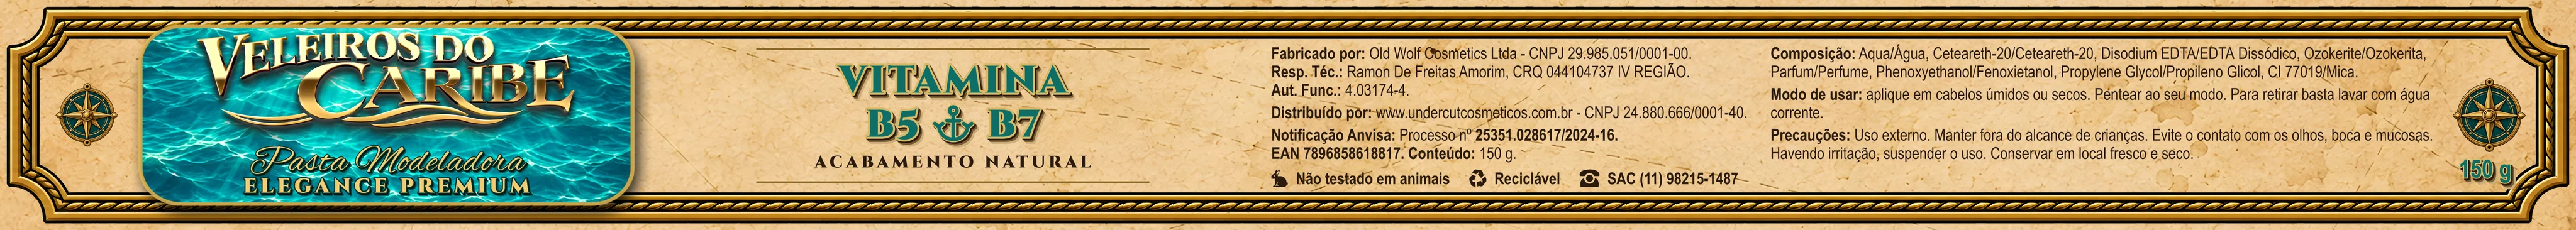 VELEIROS DO
CARIBE
Pasta Modeladora
ELEGANCE PREMIUM
VITAMINA
B5 B7
ACABAMENTO NATURAL
Fabricado por: Old Wolf Cosmetics Ltda - CNPJ 29.985.051/0001-00.
Resp. Téc.: Ramon De Freitas Amorim, CRQ 044104737 IV REGIÃO.
Aut. Func.: 4.03174-4.
Distribuído por: www.undercutcosmeticos.com.br - CNPJ 24.880.666/0001-40.
Notificação Anvisa: Processo nº 25351.028617/2024-16.
EAN 7896858618817. Conteúdo: 150 g.
Não testado em animais Reciclável SAC (11) 98215-1487
Composição: Aqua/Água, Ceteareth-20/Ceteareth-20, Disodium EDTA/EDTA Dissódico, Ozokerite/Ozokerita,
Parfum/Perfume, Phenoxyethanol/Fenoxietanol, Propylene Glycol/Propileno Glicol, CI 77019/Mica.
Modo de usar: aplique em cabelos úmidos ou secos. Pentear ao seu modo. Para retirar basta lavar com água
corrente.
Precauções: Uso externo. Manter fora do alcance de crianças. Evite o contato com os olhos, boca e mucosas.
Havendo irritação, suspender o uso. Conservar em local fresco e seco.
150 g